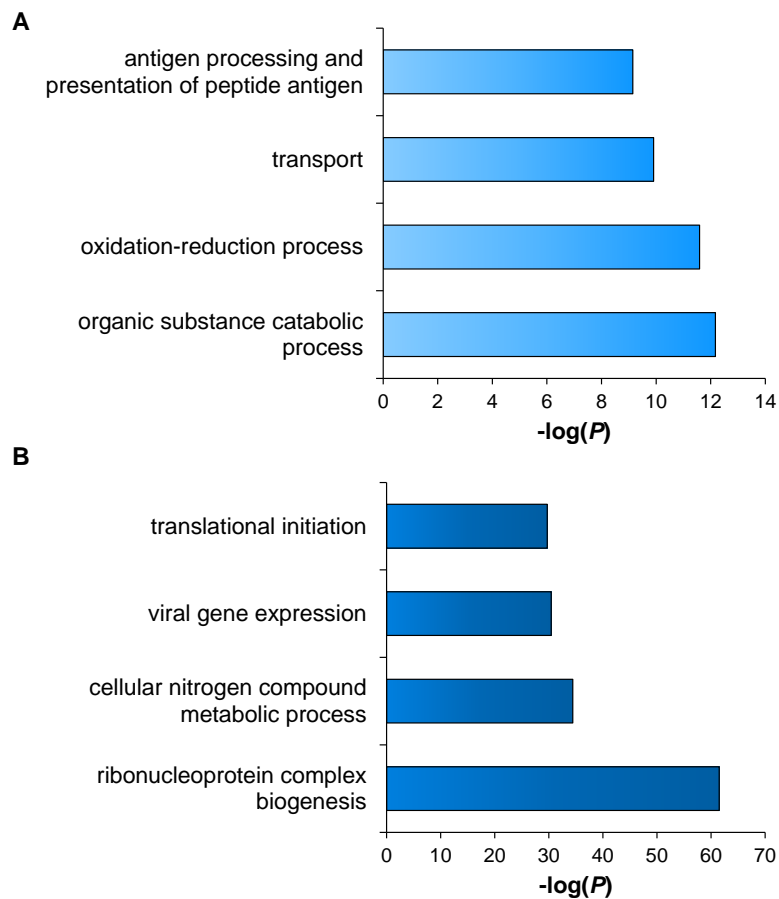 A
antigen processing and
presentation of peptide antigen
transport
oxidation-reduction process
organic substance catabolic
process
0 2 4 6 8 10 12 14
-log(P)
B
translational initiation
viral gene expression
cellular nitrogen compound
metabolic process
ribonucleoprotein complex
biogenesis
0 10 20 30 40 50 60 70
-log(P)